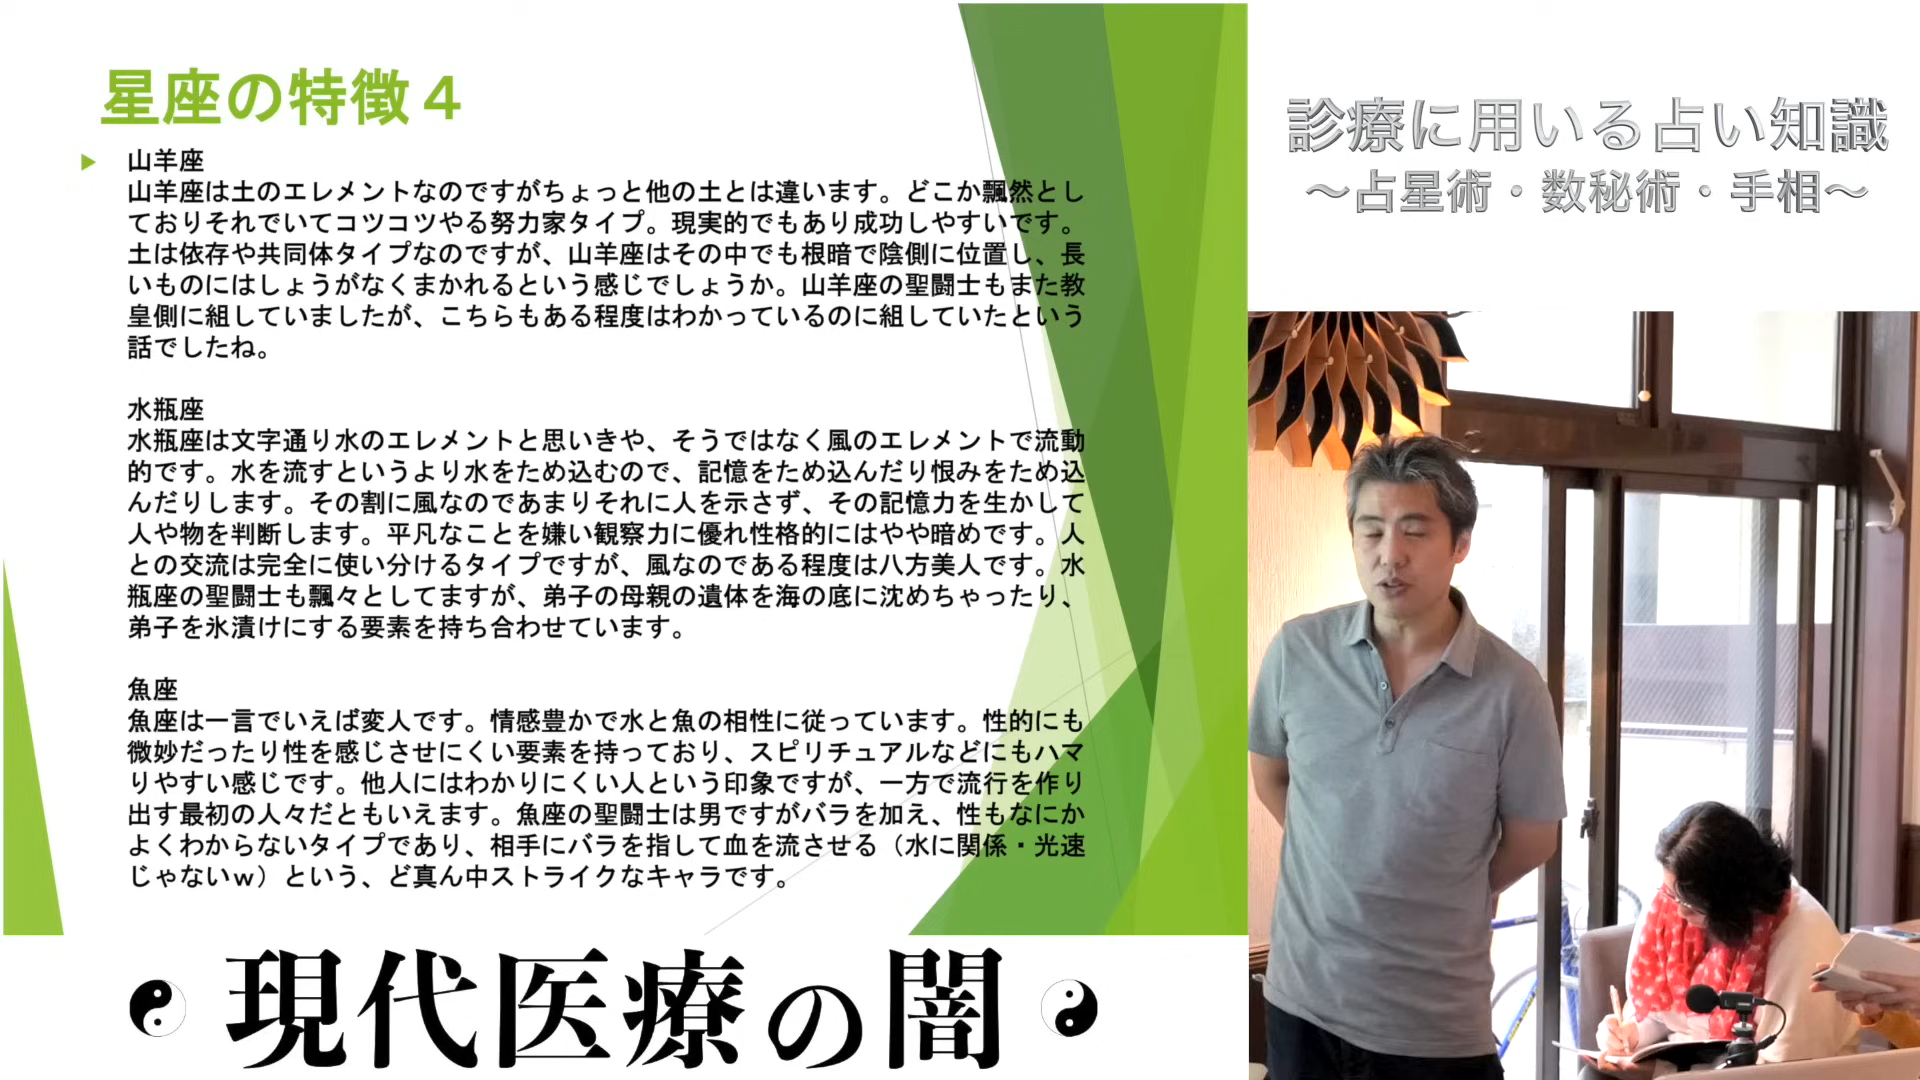 星座の特徴４
山羊座
山羊座は土のエレメントなのですがちょっと他の土とは違います。どこか飄然とし
ておりそれでいてコツコツやる努力家タイプ。現実的でもあり成功しやすいです。
土は依存や共同体タイプなのですが、山羊座はその中でも根暗で陰側に位置し、長
いものにはしょうがなくまかれるという感じでしょうか。山羊座の聖闘士もまた教
皇側に組していましたが、こちらもある程度はわかっているのに組していたという
話でしたね。
水瓶座
水瓶座は文字通り水のエレメントと思いきや、そうではなく風のエレメントで流動
的です。水を流すというより水をため込むので、記憶をため込んだり恨みをため込
んだりします。その割に風なのであまりそれに人を示さず、その記憶力を生かして
人や物を判断します。平凡なことを嫌い観察力に優れ性格的にはやや暗めです。人
との交流は完全に使い分けるタイプですが、風なのである程度は八方美人です。水
瓶座の聖闘士も飄々としてますが、弟子の母親の遺体を海の底に沈めちゃったり、
弟子を氷漬けにする要素を持ち合わせています。
魚座
魚座は一言でいえば変人です。情感豊かで水と魚の相性に従っています。性的にも
微妙だったり性を感じさせにくい要素を持っており、スピリチュアルなどにもハマ
りやすい感じです。他人にはわかりにくい人という印象ですが、一方で流行を作り
出す最初の人々だともいえます。魚座の聖闘士は男ですがバラを加え、性もなにか
よくわからないタイプであり、相手にバラを指して血を流させる（水に関係・光速
じゃないｗ）という、ど真ん中ストライクなキャラです。
現代医療の闇
診療に用いる占い知識
～占星術・数秘術・手相～